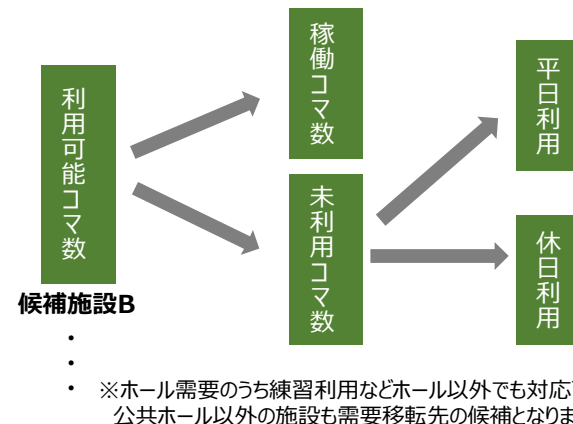 利用可能コマ数
稼働コマ数
未利用コマ数
平日利用
休日利用
候補施設B
・
・
・ ※ホール需要のうち練習利用などホール以外でも対応
公共ホール以外の施設も需要移転先の候補となりま